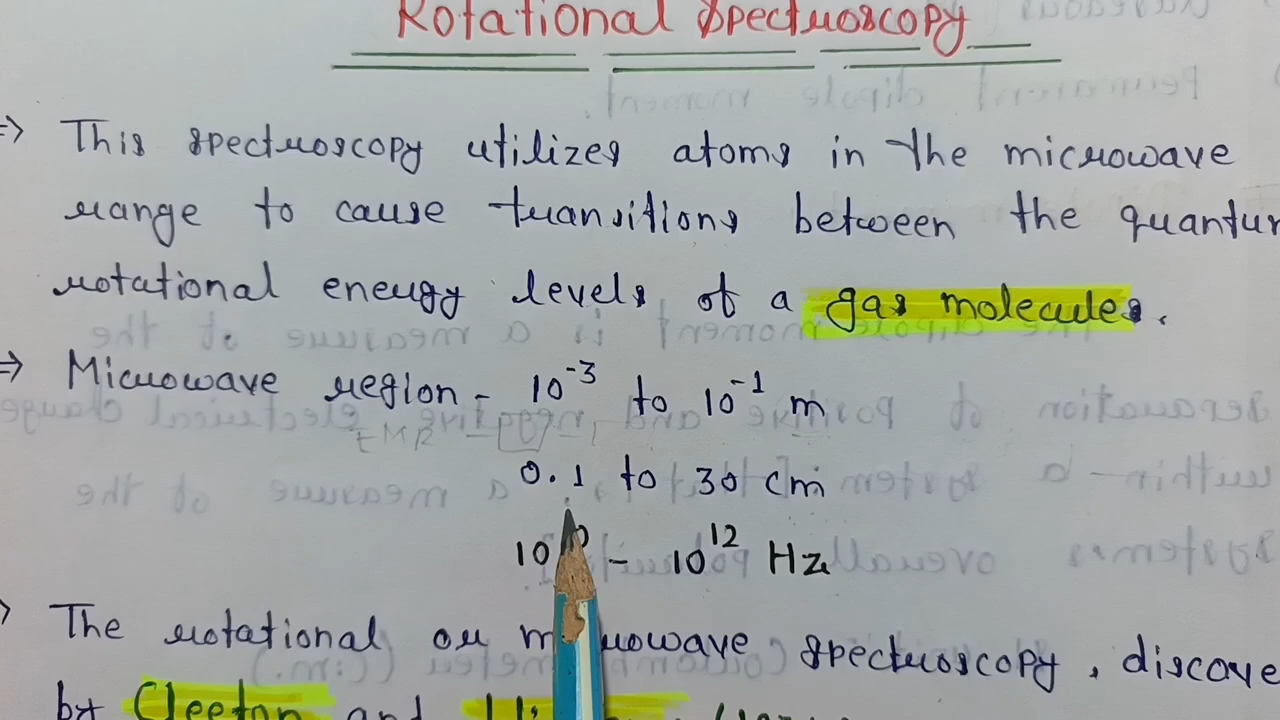 Rotational Spectroscopy
=> This spectroscopy utilizes atoms in the microwave
range to cause transitions between the quantum
rotational energy levels of a gas molecules.
=> Microwave region - 10⁻³ to 10⁻¹ m
EMR
0.1 to 30 cm
10 - 10¹² Hz
The rotational or microwave spectroscopy, discove
by Cleeton and